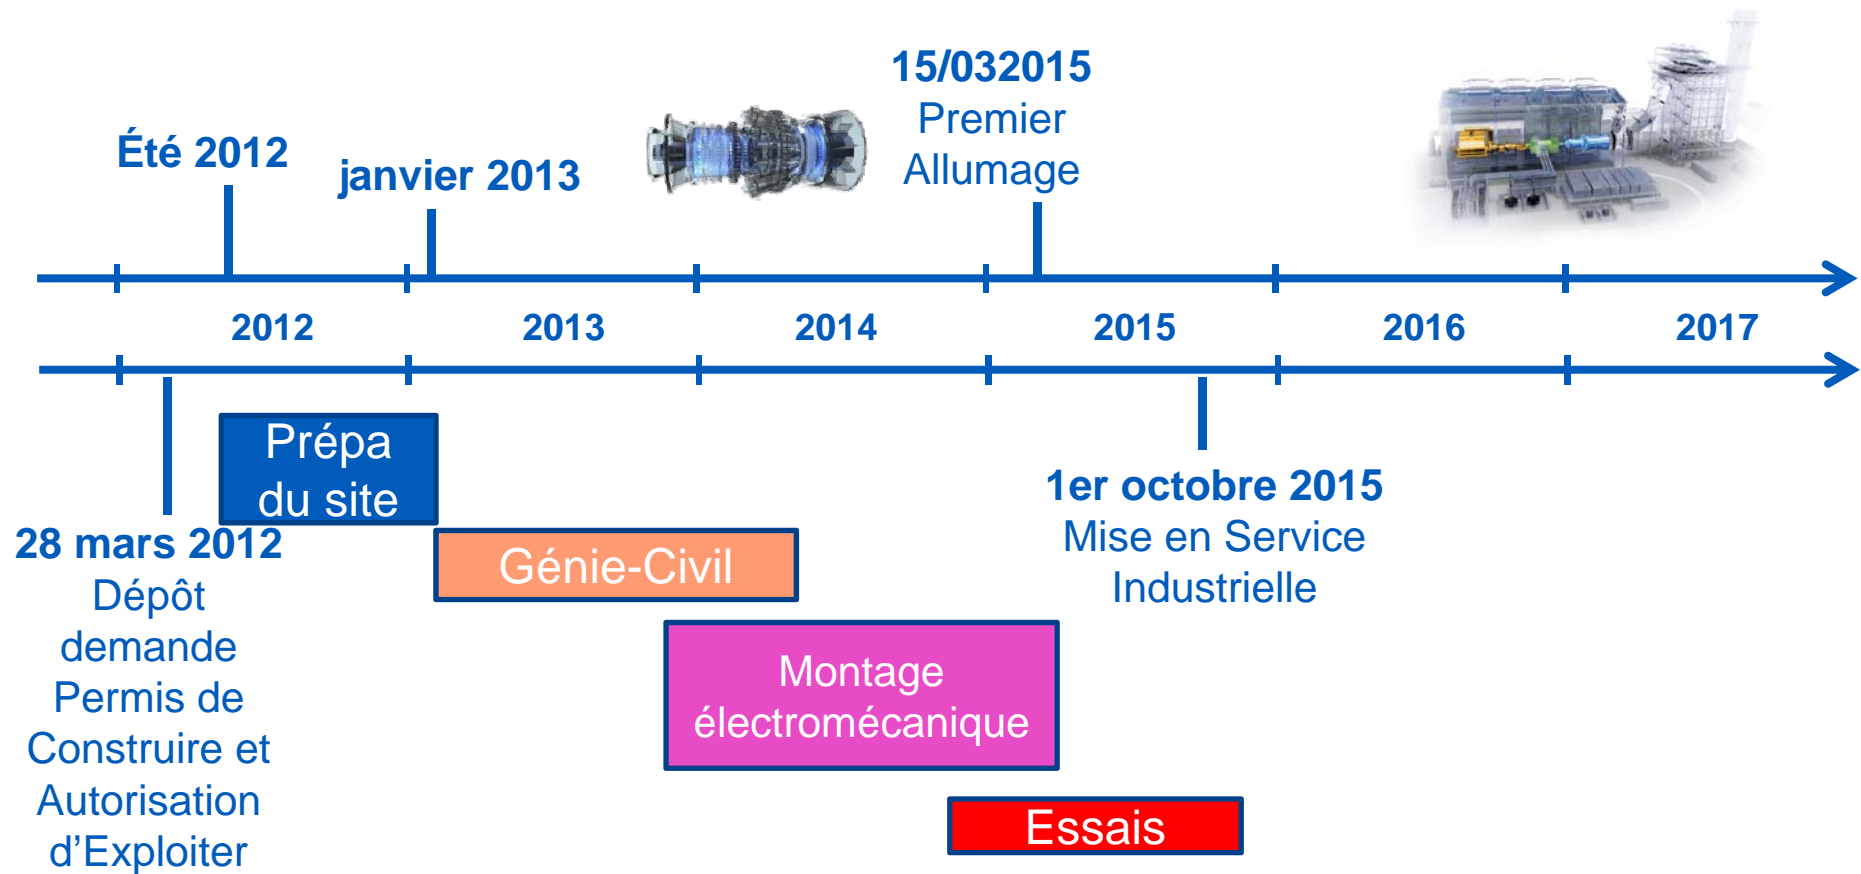 Été 2012
janvier 2013
15/032015
Premier
Allumage
2012
2013
2014
2015
2016
2017
28 mars 2012
Dépôt
demande
Permis de
Construire et
Autorisation
d’Exploiter
Prépa
du site
Génie-Civil
Montage
électromécanique
Essais
1er octobre 2015
Mise en Service
Industrielle